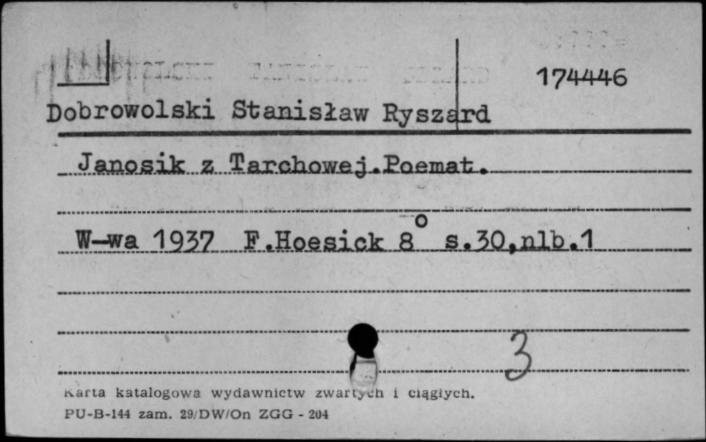 174446
Dobrowolski Stanisław Ryszard
Janosik z Tarchowej.Poemat.
W-wa 1937 F.Hoesick 8° s.30,nlb.1
3
Karta katalogowa wydawnictw zwartych i ciągłych.
PU-B-144 zam. 29/DW/On ZGG - 204